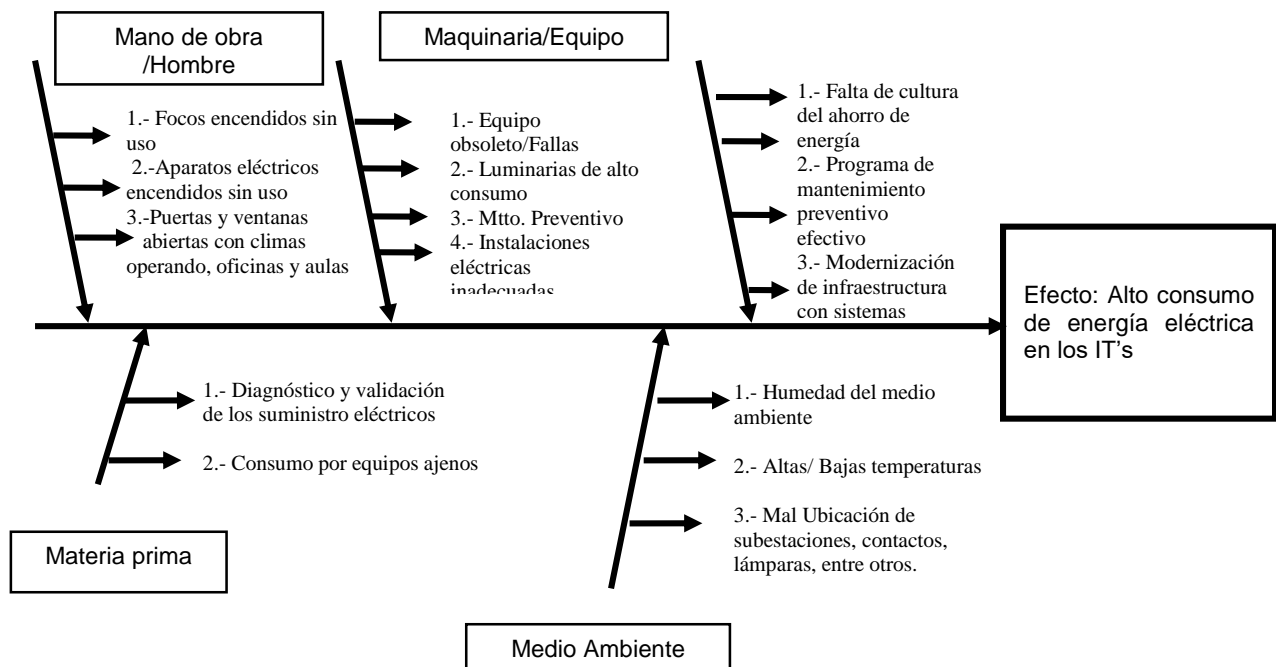 Mano de obra
/Hombre
Maquinaria/Equipo
1.- Focos encendidos sin
uso
2.-Aparatos eléctricos
encendidos sin uso
3.-Puertas y ventanas
abiertas con climas
operando, oficinas y aulas
1.- Equipo
obsoleto/Fallas
2.- Luminarias de alto
consumo
3.- Mtto. Preventivo
4.- Instalaciones
eléctricas
inadecuadas
1.- Falta de cultura
del ahorro de
energía
2.- Programa de
mantenimiento
preventivo
efectivo
3.- Modernización
de infraestructura
con sistemas
Efecto: Alto consumo
de energía eléctrica
en los IT’s
1.- Diagnóstico y validación
de los suministro eléctricos
2.- Consumo por equipos ajenos
1.- Humedad del medio
ambiente
2.- Altas/ Bajas temperaturas
3.- Mal Ubicación de
subestaciones, contactos,
lámparas, entre otros.
Materia prima
Medio Ambiente